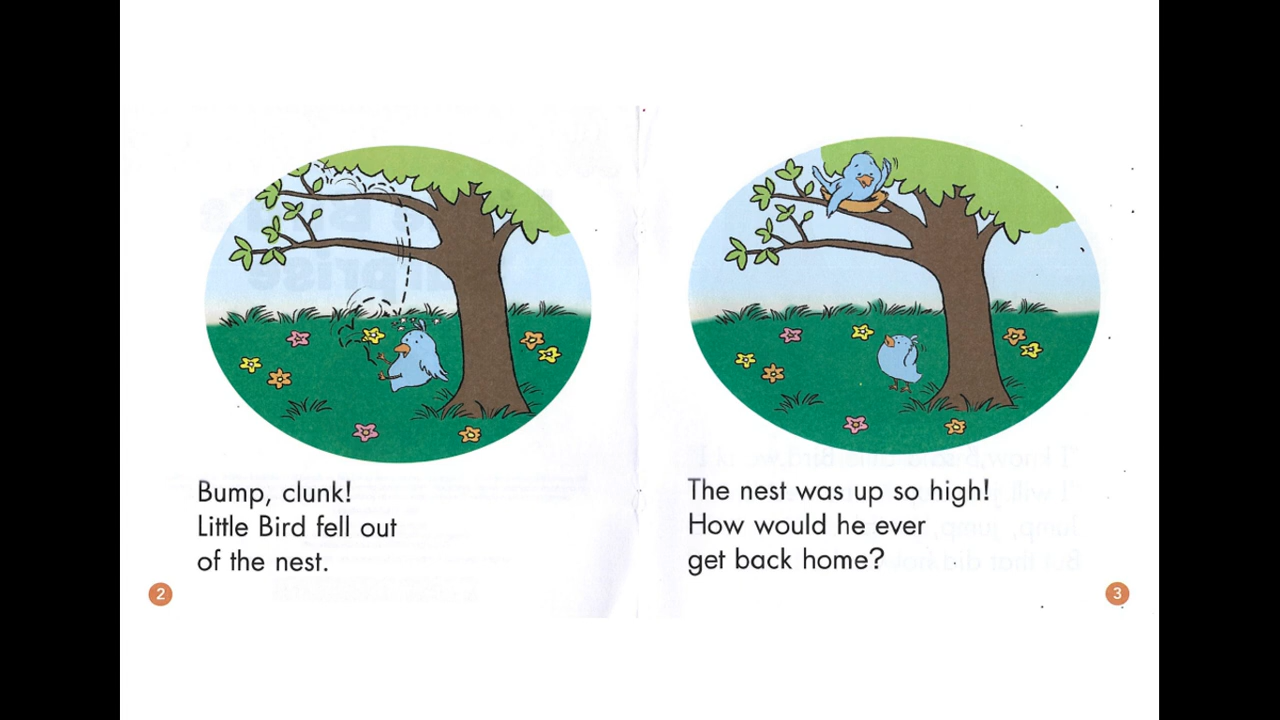 Bump, clunk!
Little Bird fell out
of the nest.
2
The nest was up so high!
How would he ever
get back home?
3